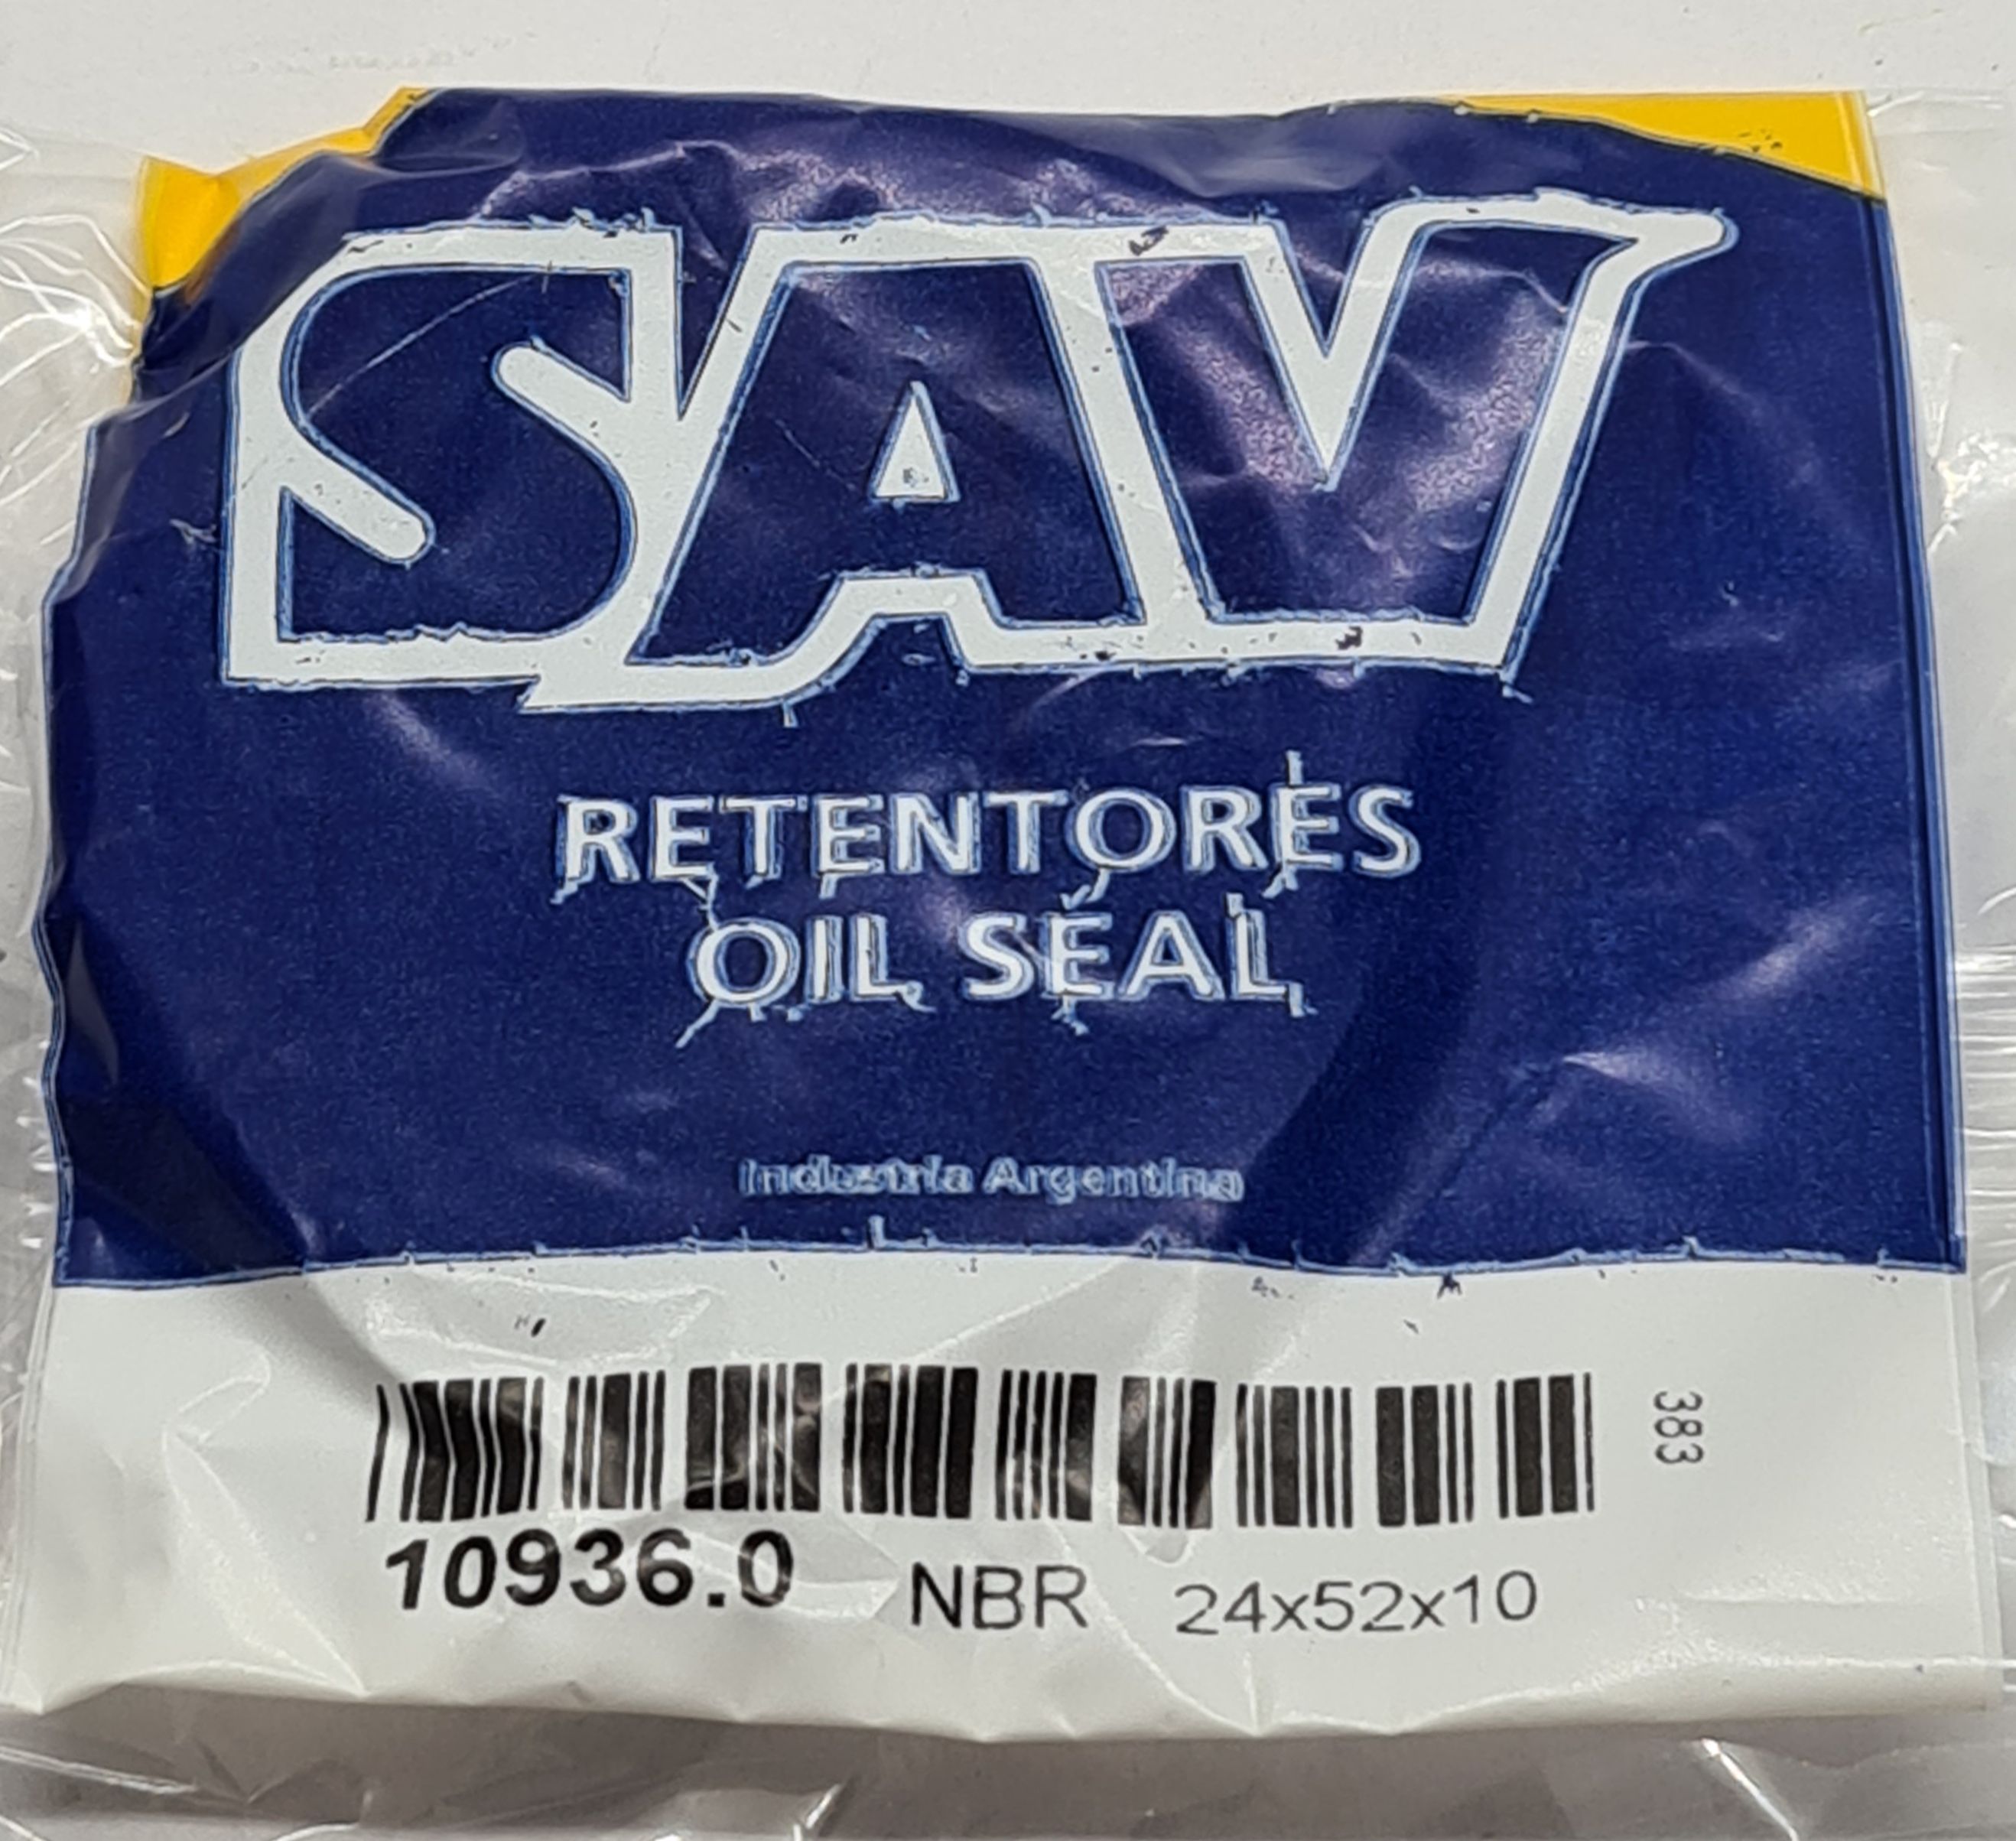 SAV
RETENTORES
OIL SEAL
Industria Argentina
383
10936.0 NBR 24x52x10